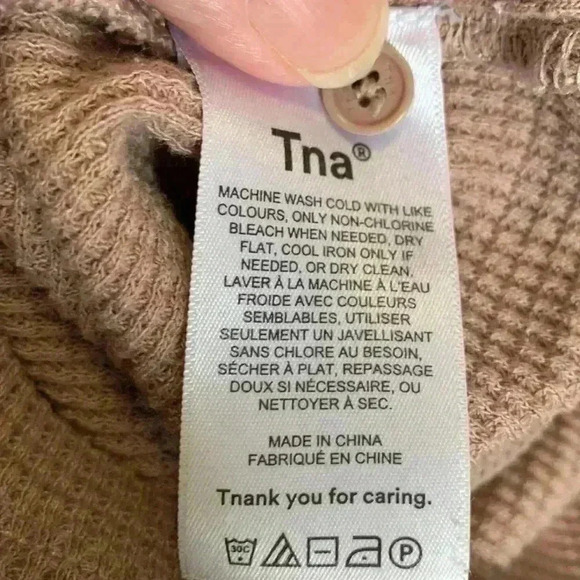 Tna®
MACHINE WASH COLD WITH LIKE
COLOURS, ONLY NON-CHLORINE
BLEACH WHEN NEEDED, DRY
FLAT, COOL IRON ONLY IF
NEEDED, OR DRY CLEAN.
LAVER À LA MACHINE À L'EAU
FROIDE AVEC COULEURS
SEMBLABLES, UTILISER
SEULEMENT UN JAVELLISANT
SANS CHLORE AU BESOIN,
SÉCHER À PLAT, REPASSAGE
DOUX SI NÉCESSAIRE, OU
NETTOYER À SEC.
MADE IN CHINA
FABRIQUÉ EN CHINE
Tnank you for caring.
30C P